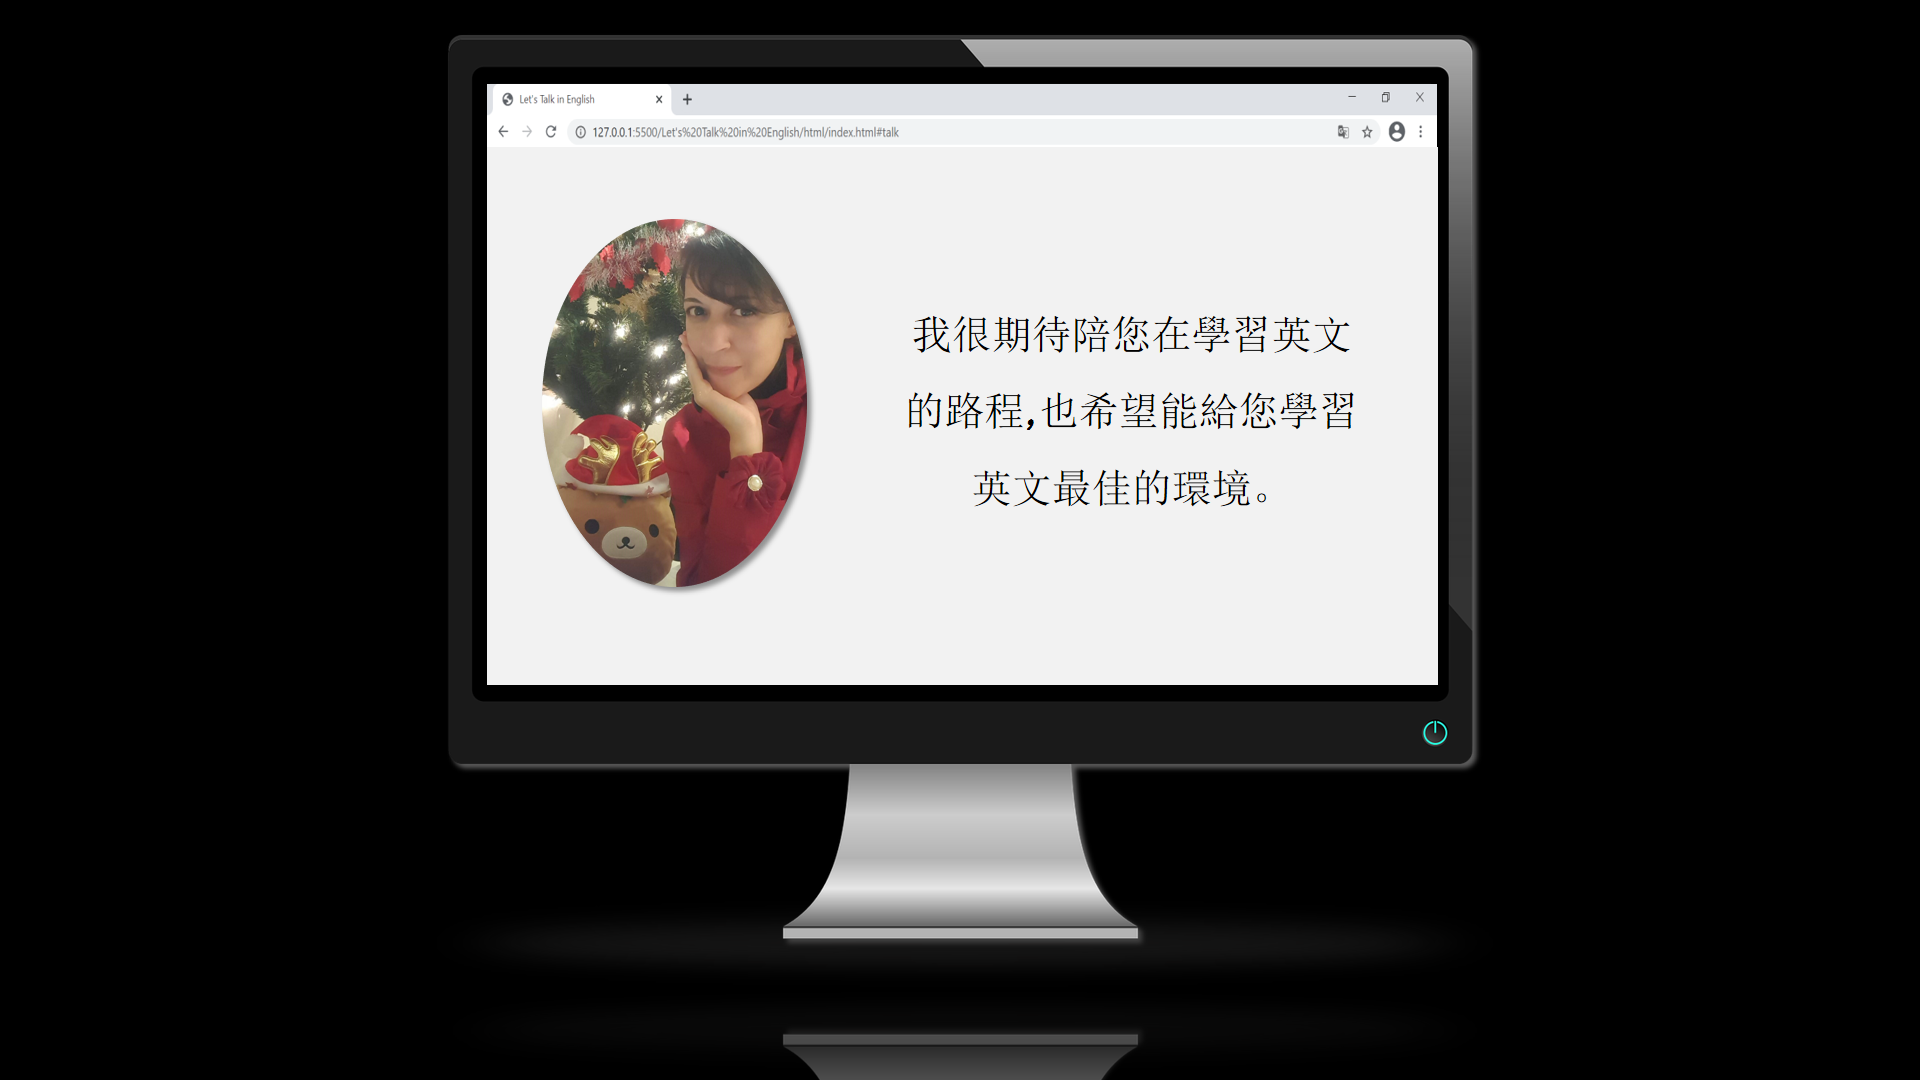 Let's Talk in English
127.0.0.1:5500/Let's%20Talk%20in%20English/html/index.html#talk
我很期待陪您在學習英文
的路程,也希望能給您學習
英文最佳的環境。